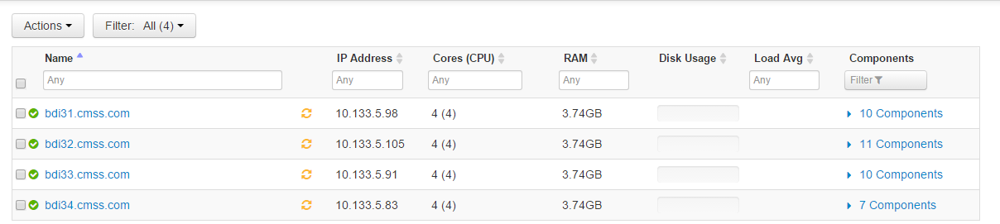 Actions Filter: All (4)
Name IP Address Cores (CPU) RAM Disk Usage Load Avg Components
Any Any Any Any Any Filter
bdi31.cmss.com 10.133.5.98 4 (4) 3.74GB 10 Components
bdi32.cmss.com 10.133.5.105 4 (4) 3.74GB 11 Components
bdi33.cmss.com 10.133.5.91 4 (4) 3.74GB 10 Components
bdi34.cmss.com 10.133.5.83 4 (4) 3.74GB 7 Components